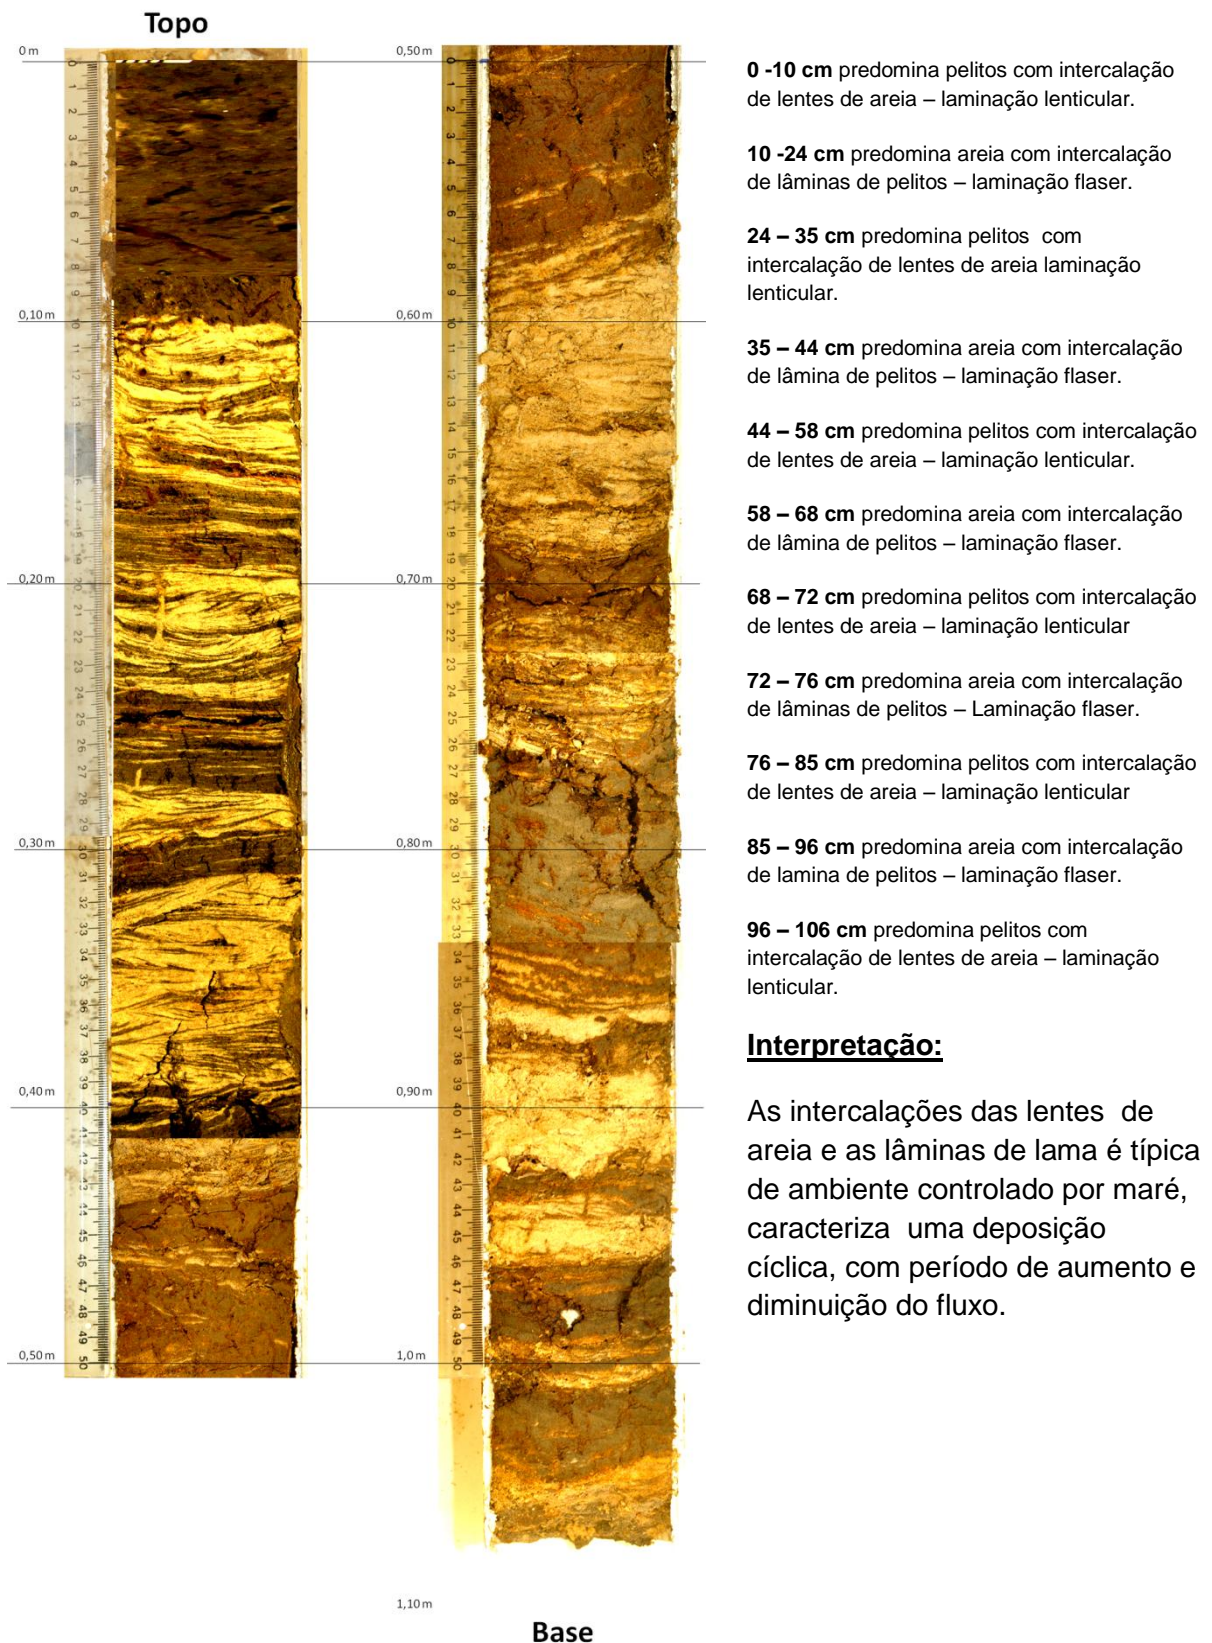 Topo
0 m
0,10 m
0,20 m
0,30 m
0,40 m
0,50 m
0,50 m
0,60 m
0,70 m
0,80 m
0,90 m
1,0 m
1,10 m
Base
0 -10 cm predomina pelitos com intercalação
de lentes de areia – laminação lenticular.
10 -24 cm predomina areia com intercalação
de lâminas de pelitos – laminação flaser.
24 – 35 cm predomina pelitos  com
intercalação de lentes de areia laminação
lenticular.
35 – 44 cm predomina areia com intercalação
de lâmina de pelitos – laminação flaser.
44 – 58 cm predomina pelitos com intercalação
de lentes de areia – laminação lenticular.
58 – 68 cm predomina areia com intercalação
de lâmina de pelitos – laminação flaser.
68 – 72 cm predomina pelitos com intercalação
de lentes de areia – laminação lenticular
72 – 76 cm predomina areia com intercalação
de lâminas de pelitos – Laminação flaser.
76 – 85 cm predomina pelitos com intercalação
de lentes de areia – laminação lenticular
85 – 96 cm predomina areia com intercalação
de lamina de pelitos – laminação flaser.
96 – 106 cm predomina pelitos com
intercalação de lentes de areia – laminação
lenticular.
Interpretação:
As intercalações das lentes  de
areia e as lâminas de lama é típica
de ambiente controlado por maré,
caracteriza  uma deposição
cíclica, com período de aumento e
diminuição do fluxo.